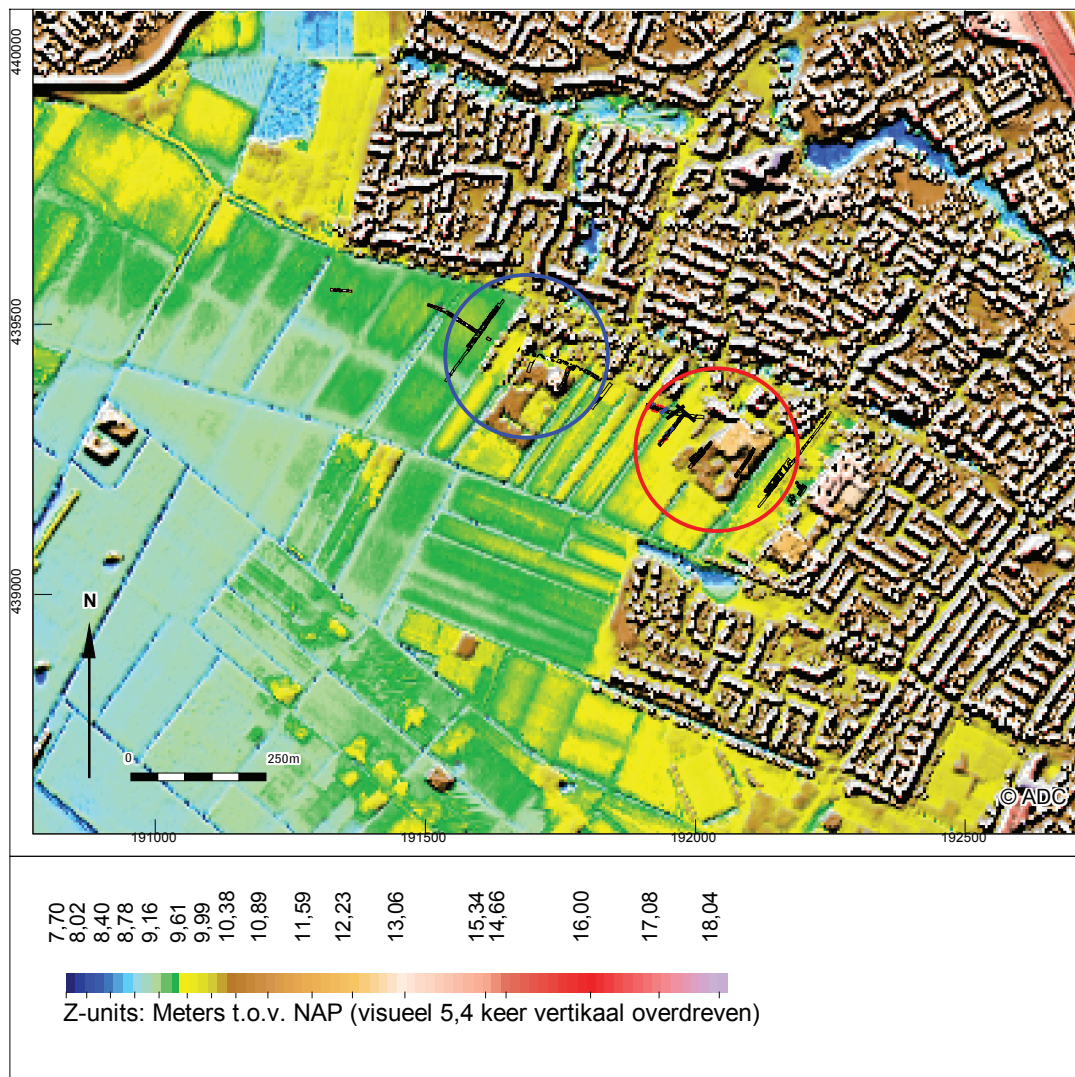 440000
439500
439000
N
0 250m
© ADC
191000 191500 192000 192500
7,70 8,02 8,40 8,78 9,16 9,61 9,99 10,38 10,89 11,59 12,23 13,06 15,34 14,66 16,00 17,08 18,04
Z-units: Meters t.o.v. NAP (visueel 5,4 keer vertikaal overdreven)